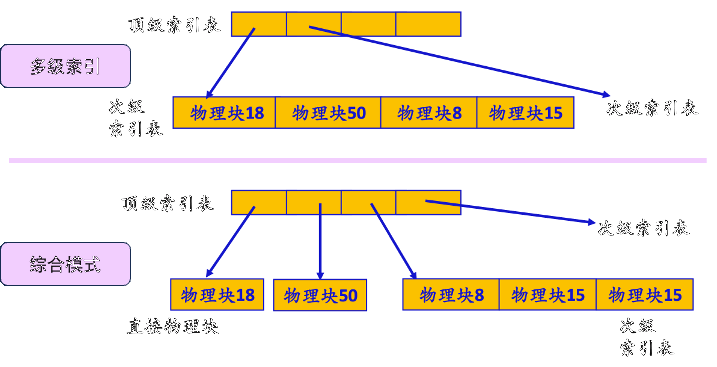 顶级索引表
多级索引
次级
索引表
物理块18
物理块50
物理块8
物理块15
次级索引表
顶级索引表
次级索引表
综合模式
物理块18
物理块50
物理块8
物理块15
物理块15
直接物理块
次级
索引表